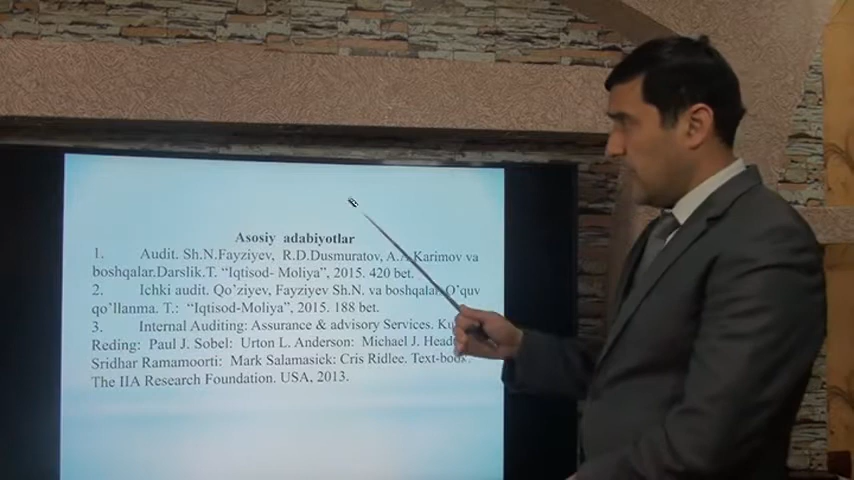 Asosiy adabiyotlar
1. Audit. Sh.N.Fayziyev, R.D.Dusmuratov, A.A.Karimov va
boshqalar.Darslik.T. “Iqtisod- Moliya”, 2015. 420 bet.
2. Ichki audit. Qo’ziyev, Fayziyev Sh.N. va boshqalar.O’quv
qo’llanma. T.: “Iqtisod-Moliya”, 2015. 188 bet.
3. Internal Auditing: Assurance & advisory Services.
Reding: Paul J. Sobel: Urton L. Anderson: Michael J.
Sridhar Ramamoorti: Mark Salamasick: Cris Ridlee. Text-book.
The IIA Research Foundation. USA, 2013.